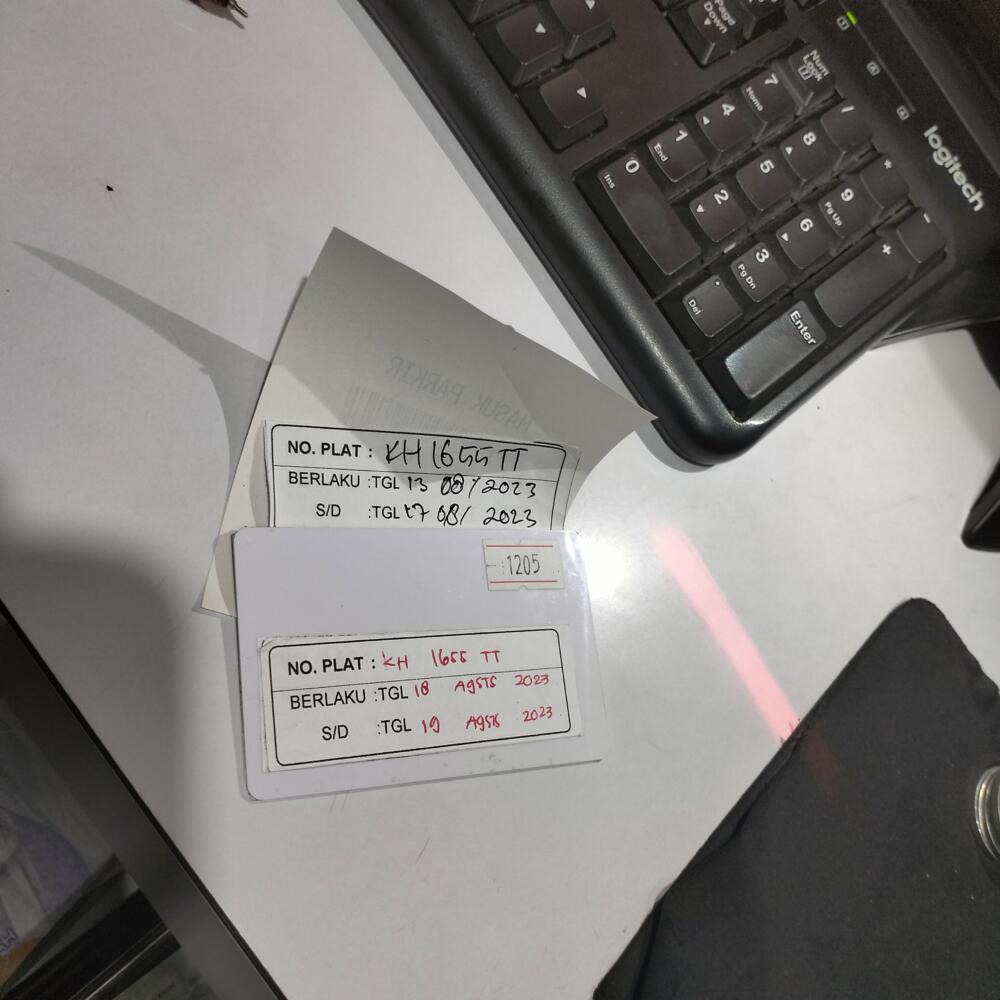 Page
Down
Num
Lock
7
Home
/
4
8
*
1
End
5
9
Pg Up
-
0
Ins
2
6
+
3
Pg Dn
.
Del
Enter
logitech
MASUK PARKIR
NO. PLAT : KH 1655 TT
BERLAKU :TGL 13 08/2023
S/D :TGL 17 08/ 2023
1205
NO. PLAT : KH 1655 TT
BERLAKU :TGL 18 AgSTS 2023
S/D :TGL 19 AgSTS 2023